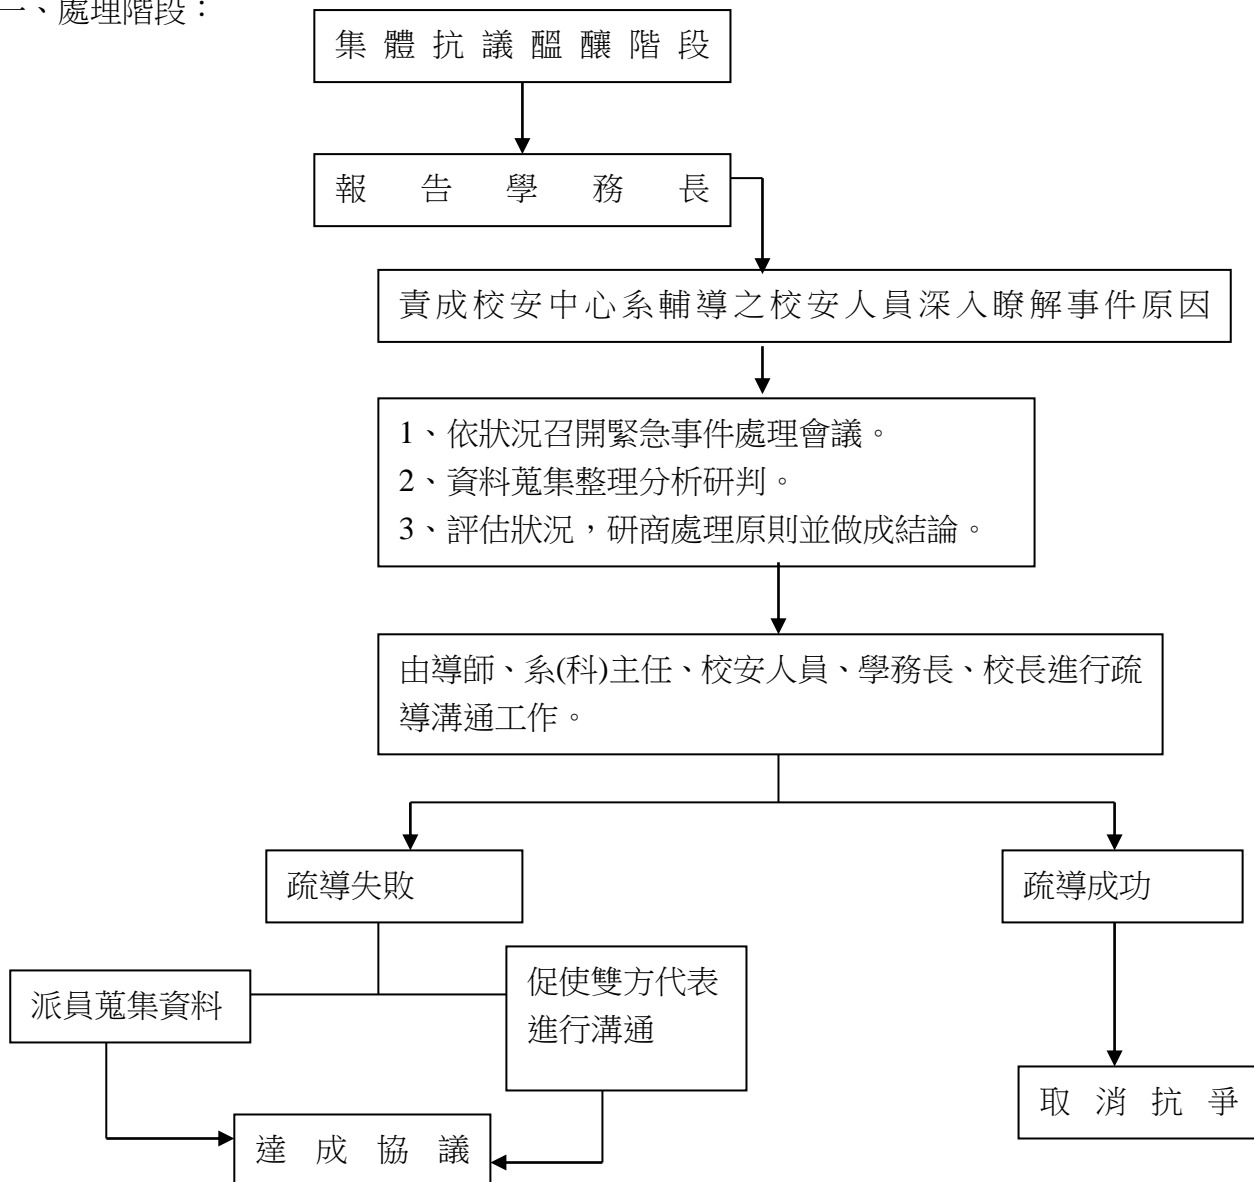 一、處理階段：
集體抗議醞釀階段
報告學務長
責成校安中心系輔導之校安人員深入瞭解事件原因
1、依狀況召開緊急事件處理會議。
2、資料蒐集整理分析研判。
3、評估狀況，研商處理原則並做成結論。
由導師、系(科)主任、校安人員、學務長、校長進行疏
導溝通工作。
疏導失敗
疏導成功
派員蒐集資料
促使雙方代表
進行溝通
取消抗爭
達成協議